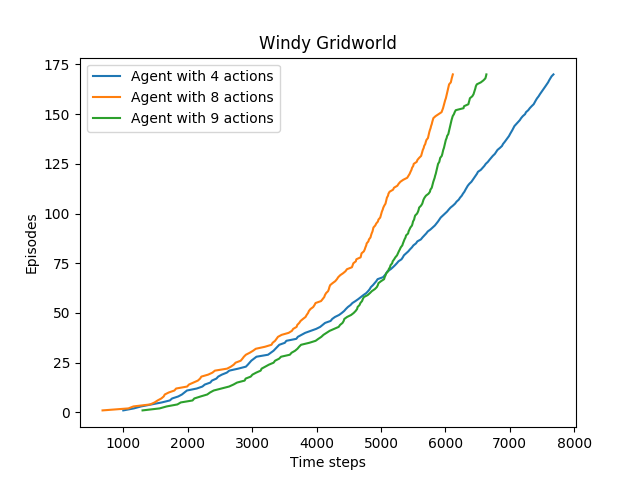 Windy Gridworld
Agent with 4 actions
Agent with 8 actions
Agent with 9 actions
175
150
125
100
75
50
25
0
Episodes
1000 2000 3000 4000 5000 6000 7000 8000
Time steps